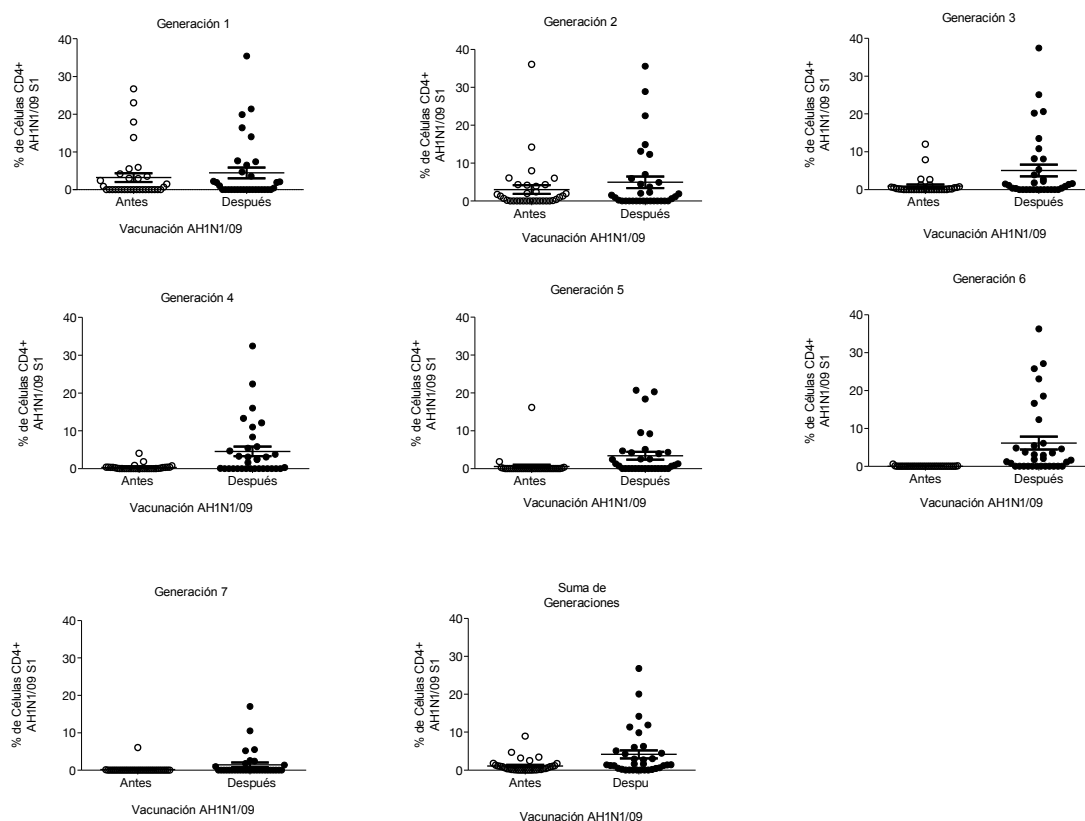 Generación 1
% de Células CD4+
AH1N1/09 S1
40
30
20
10
0
Antes
Después
Vacunación AH1N1/09
Generación 2
% de Células CD4+
AH1N1/09 S1
40
30
20
10
0
Antes
Después
Vacunación AH1N1/09
Generación 3
% de Células CD4+
AH1N1/09 S1
40
30
20
10
0
Antes
Después
Vacunación AH1N1/09
Generación 4
% de Células CD4+
AH1N1/09 S1
40
30
20
10
0
Antes
Después
Vacunación AH1N1/09
Generación 5
% de Células CD4+
AH1N1/09 S1
40
30
20
10
0
Antes
Después
Vacunación AH1N1/09
Generación 6
% de Células CD4+
AH1N1/09 S1
40
30
20
10
0
Antes
Después
Vacunación AH1N1/09
Generación 7
% de Células CD4+
AH1N1/09 S1
40
30
20
10
0
Antes
Después
Vacunación AH1N1/09
Suma de
Generaciones
% de Células CD4+
AH1N1/09 S1
40
30
20
10
0
Antes
Despu
Vacunación AH1N1/09